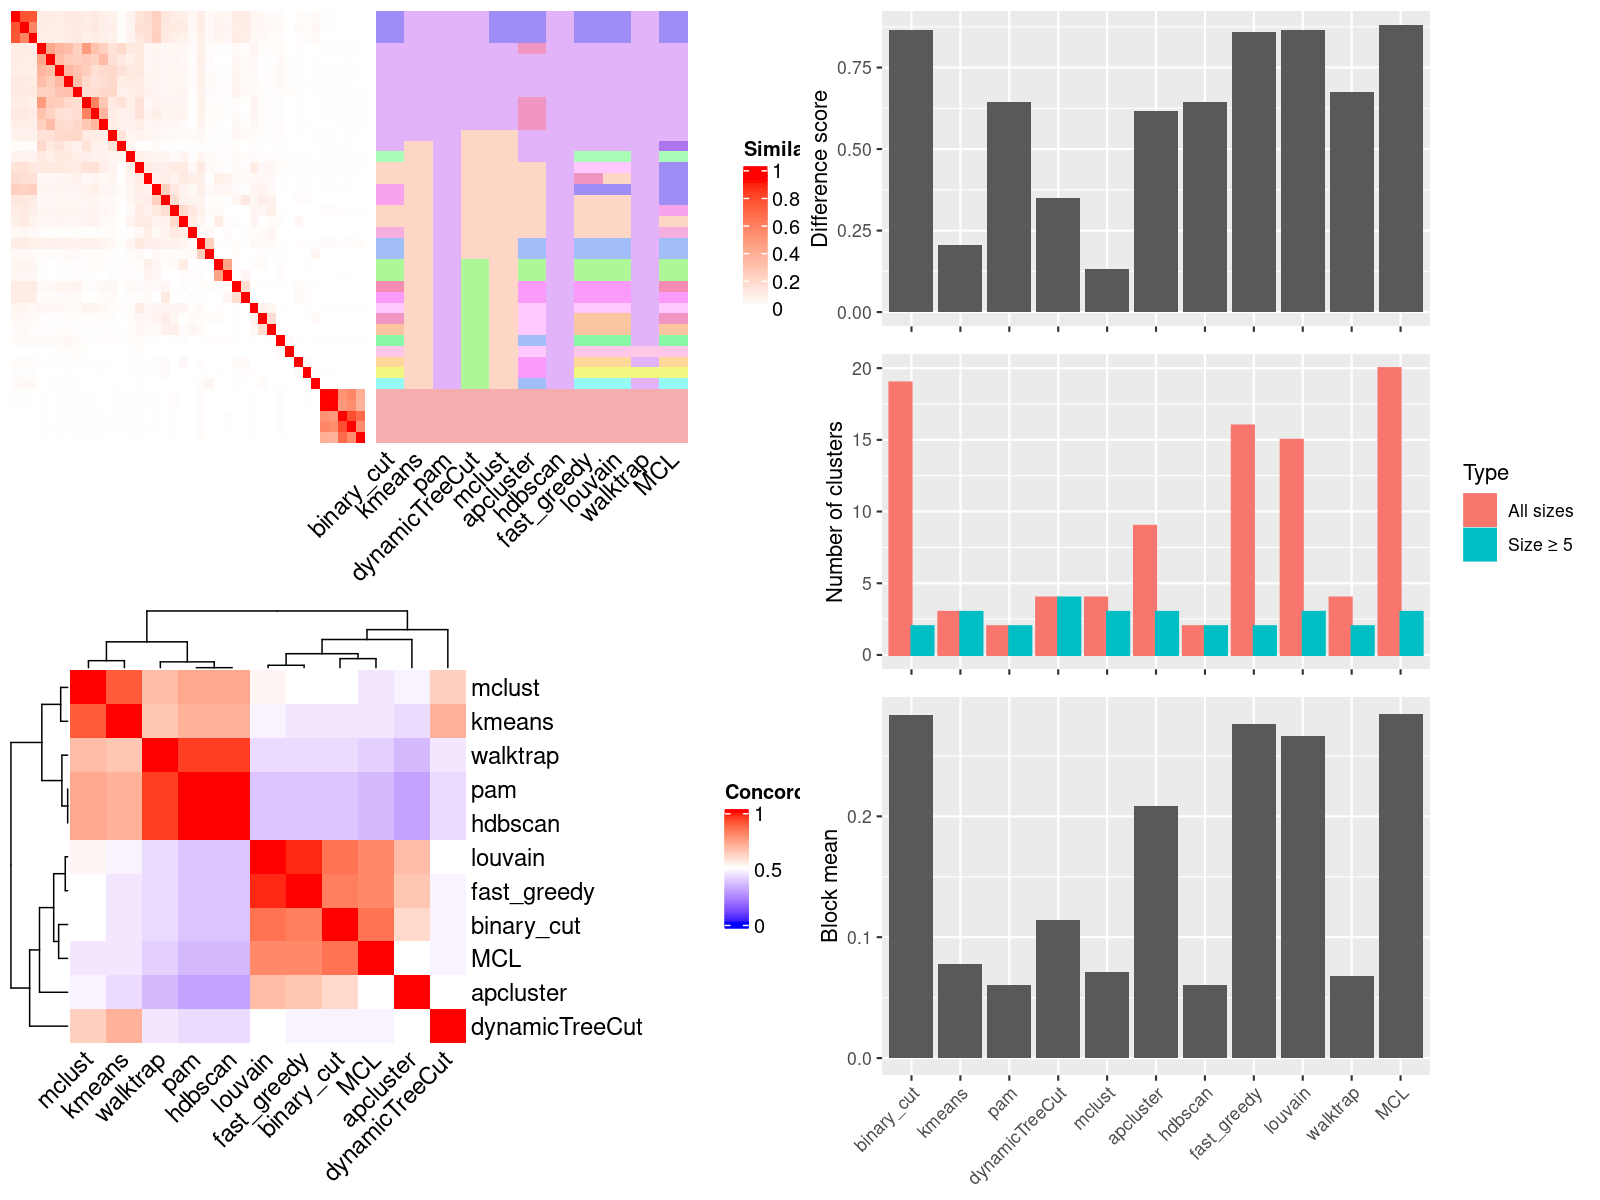 Simila
1
0.8
0.6
0.4
0.2
0
binary_cut
kmeans
pam
dynamicTreeCut
mclust
apcluster
hdbscan
fast_greedy
louvain
walktrap
MCL
mclust
kmeans
walktrap
pam
hdbscan
louvain
fast_greedy
binary_cut
MCL
apcluster
dynamicTreeCut
Concord
1
0.5
0
mclust
kmeans
walktrap
pam
hdbscan
louvain
fast_greedy
binary_cut
MCL
apcluster
dynamicTreeCut
Difference score
0.75
0.50
0.25
0.00
Number of clusters
20
15
10
5
0
Type
All sizes
Size ≥ 5
Block mean
0.2
0.1
0.0
binary_cut
kmeans
pam
dynamicTreeCut
mclust
apcluster
hdbscan
fast_greedy
louvain
walktrap
MCL